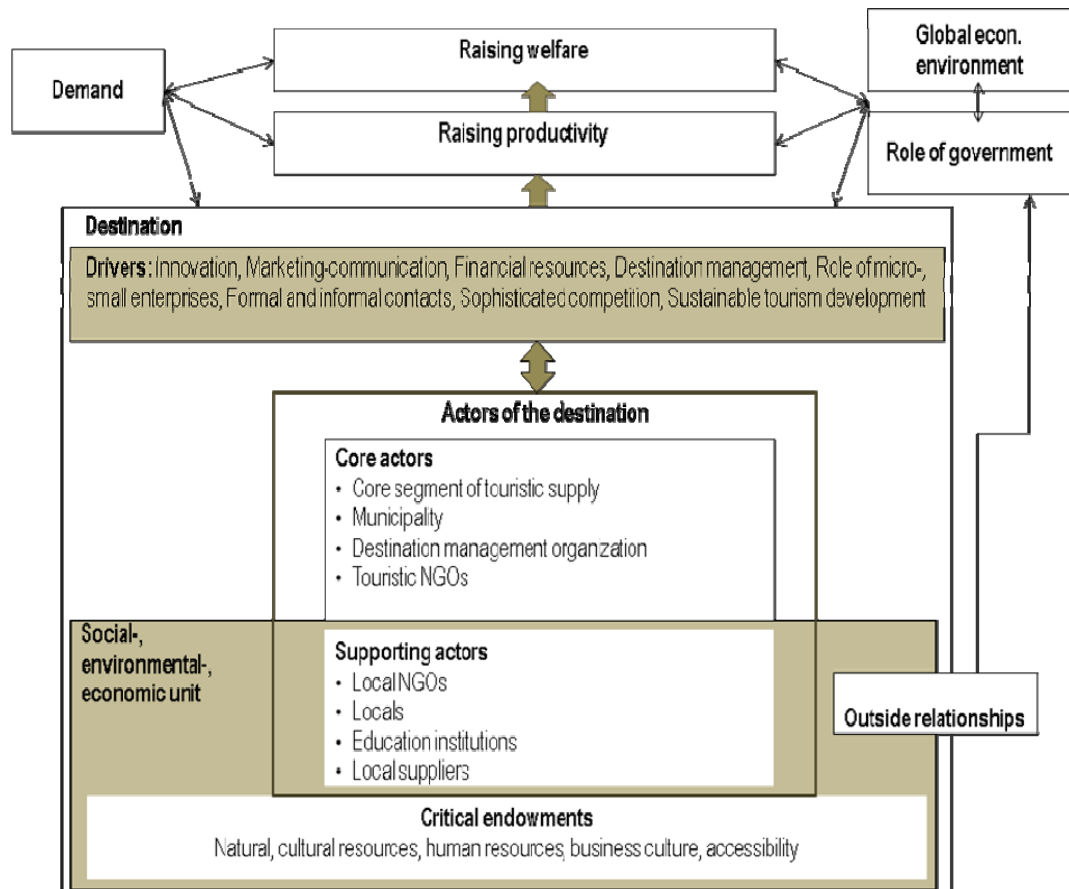 Demand
Raising welfare
Global econ.
environment
Raising productivity
Role of government
Destination
Drivers: Innovation, Marketing-communication, Financial resources, Destination management, Role of micro-,
small enterprises, Formal and informal contacts, Sophisticated competition, Sustainable tourism development
Actors of the destination
Core actors
• Core segment of touristic supply
• Municipality
• Destination management organization
• Touristic NGOs
Social-,
environmental-,
economic unit
Supporting actors
• Local NGOs
• Locals
• Education institutions
• Local suppliers
Outside relationships
Critical endowments
Natural, cultural resources, human resources, business culture, accessibility